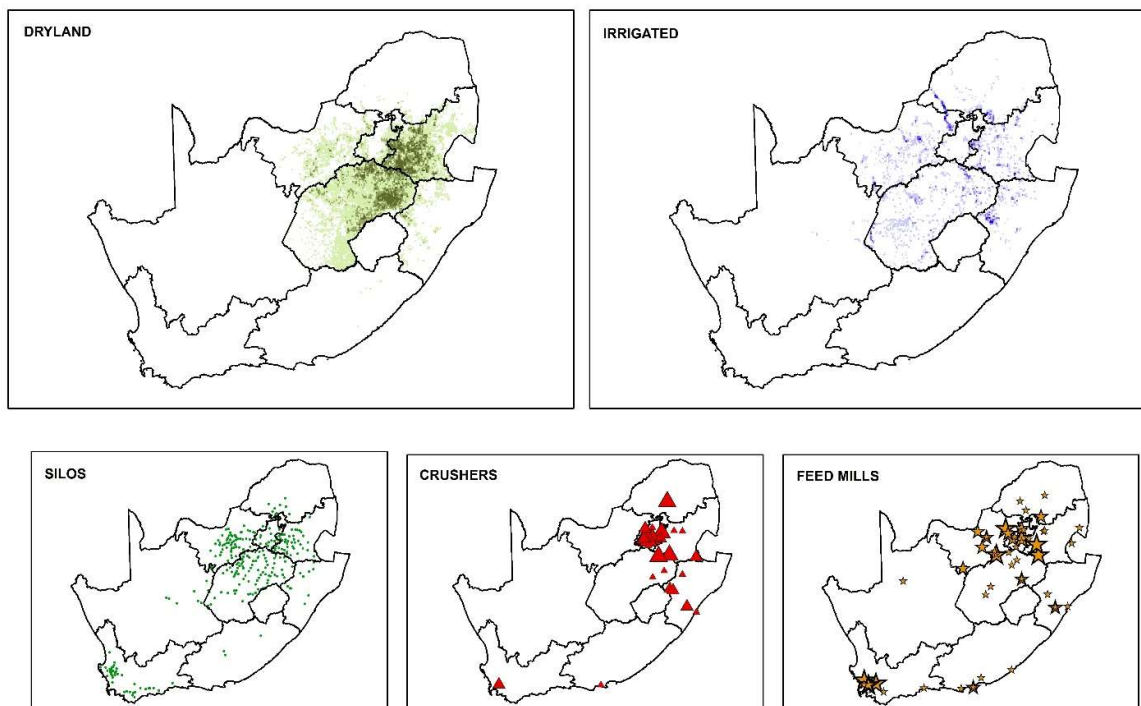 DRYLAND
IRRIGATED
SILOS
CRUSHERS
FEED MILLS